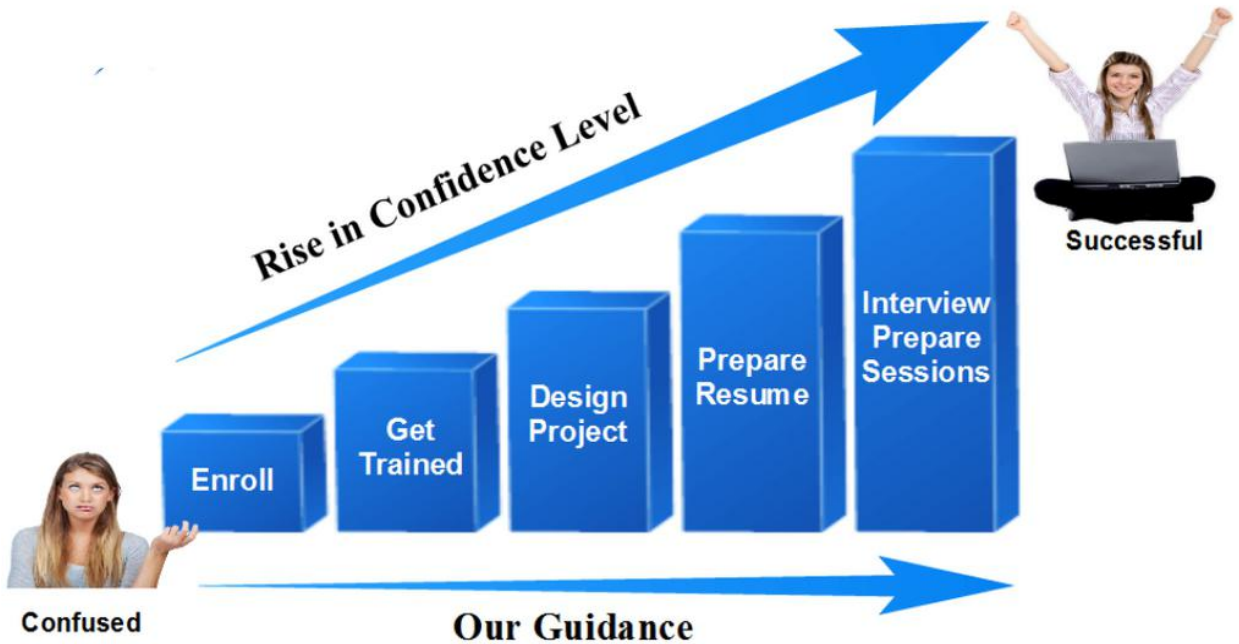 Rise in Confidence Level
Successful
Interview
Prepare
Sessions
Prepare
Resume
Design
Project
Get
Trained
Enroll
Confused
Our Guidance